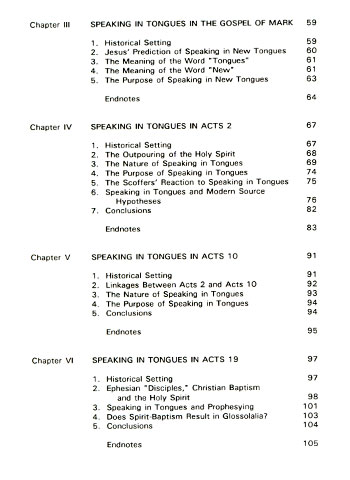 Chapter III SPEAKING IN TONGUES IN THE GOSPEL OF MARK 59
1. Historical Setting 59
2. Jesus' Prediction of Speaking in New Tongues 60
3. The Meaning of the Word "Tongues" 61
4. The Meaning of the Word "New" 61
5. The Purpose of Speaking in New Tongues 63
Endnotes 64
Chapter IV SPEAKING IN TONGUES IN ACTS 2 67
1. Historical Setting 67
2. The Outpouring of the Holy Spirit 68
3. The Nature of Speaking in Tongues 69
4. The Purpose of Speaking in Tongues 74
5. The Scoffers' Reaction to Speaking in Tongues 75
6. Speaking in Tongues and Modern Source
Hypotheses 76
7. Conclusions 82
Endnotes 83
Chapter V SPEAKING IN TONGUES IN ACTS 10 91
1. Historical Setting 91
2. Linkages Between Acts 2 and Acts 10 92
3. The Nature of Speaking in Tongues 93
4. The Purpose of Speaking in Tongues 94
5. Conclusions 94
Endnotes 95
Chapter VI SPEAKING IN TONGUES IN ACTS 19 97
1. Historical Setting 97
2. Ephesian "Disciples," Christian Baptism
and the Holy Spirit 98
3. Speaking in Tongues and Prophesying 101
4. Does Spirit-Baptism Result in Glossolalia? 103
5. Conclusions 104
Endnotes 105